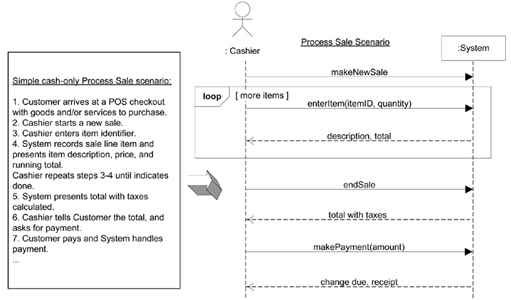 Simple cash-only Process Sale scenario:
1. Customer arrives at a POS checkout
with goods and/or services to purchase.
2. Cashier starts a new sale.
3. Cashier enters item identifier.
4. System records sale line item and
presents item description, price, and
running total.
Cashier repeats steps 3-4 until indicates
done.
5. System presents total with taxes
calculated.
6. Cashier tells Customer the total, and
asks for payment.
7. Customer pays and System handles
payment.
...
: Cashier
Process Sale Scenario
:System
makeNewSale
loop
[ more items ]
enterItem(itemID, quantity)
description, total
endSale
total with taxes
makePayment(amount)
change due, receipt